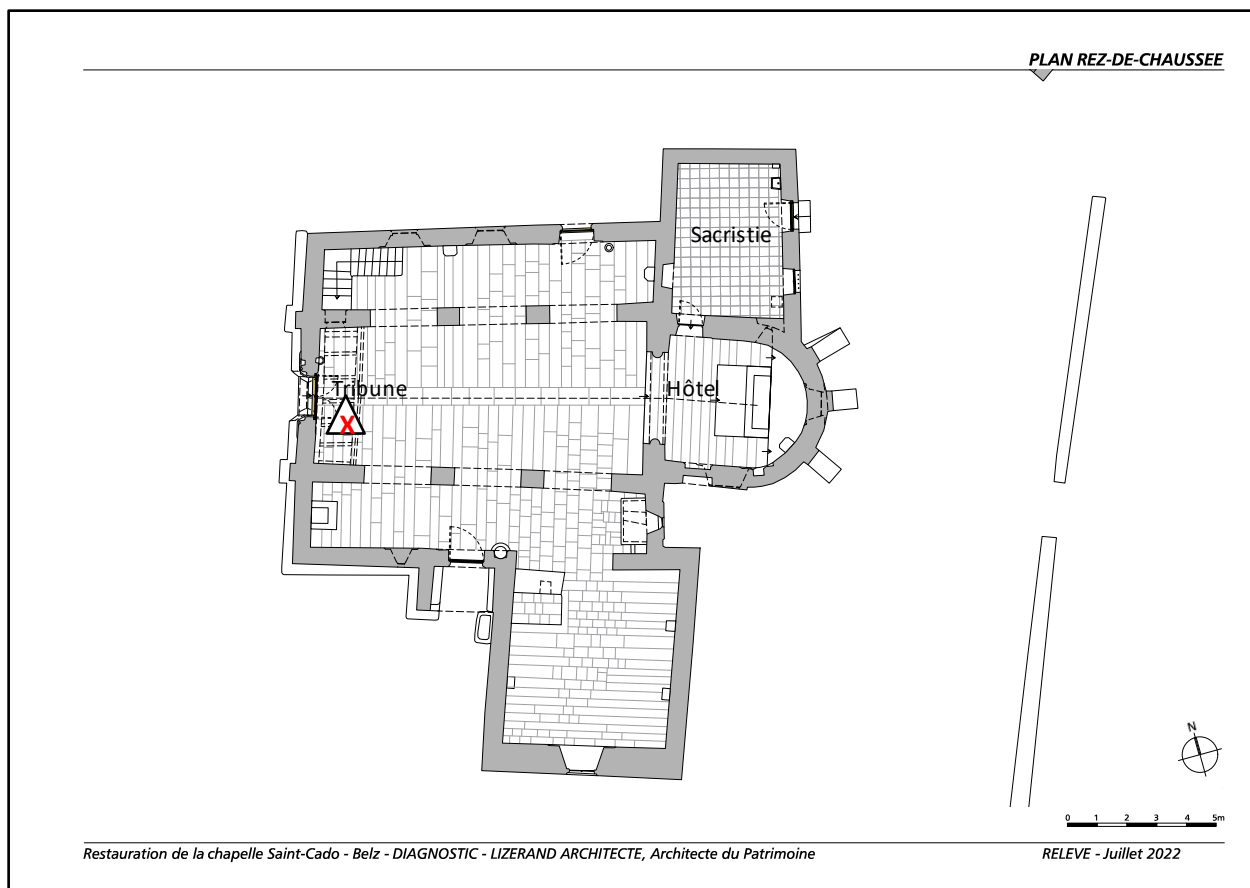 PLAN REZ-DE-CHAUSSEE
Sacristie
Tribune
Hôtel
X
N
0 1 2 3 4 5m
Restauration de la chapelle Saint-Cado - Belz - DIAGNOSTIC - LIZERAND ARCHITECTE, Architecte du Patrimoine
RELEVE - Juillet 2022